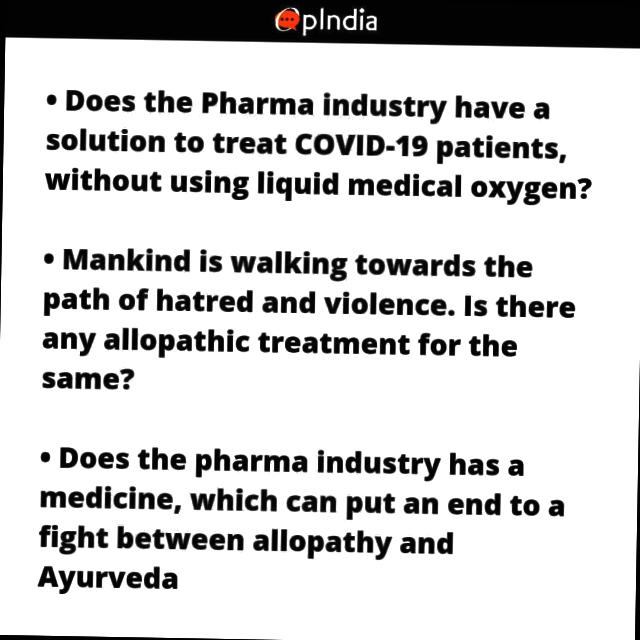 OpIndia
• Does the Pharma industry have a
solution to treat COVID-19 patients,
without using liquid medical oxygen?
• Mankind is walking towards the
path of hatred and violence. Is there
any allopathic treatment for the
same?
• Does the pharma industry has a
medicine, which can put an end to a
fight between allopathy and
Ayurveda